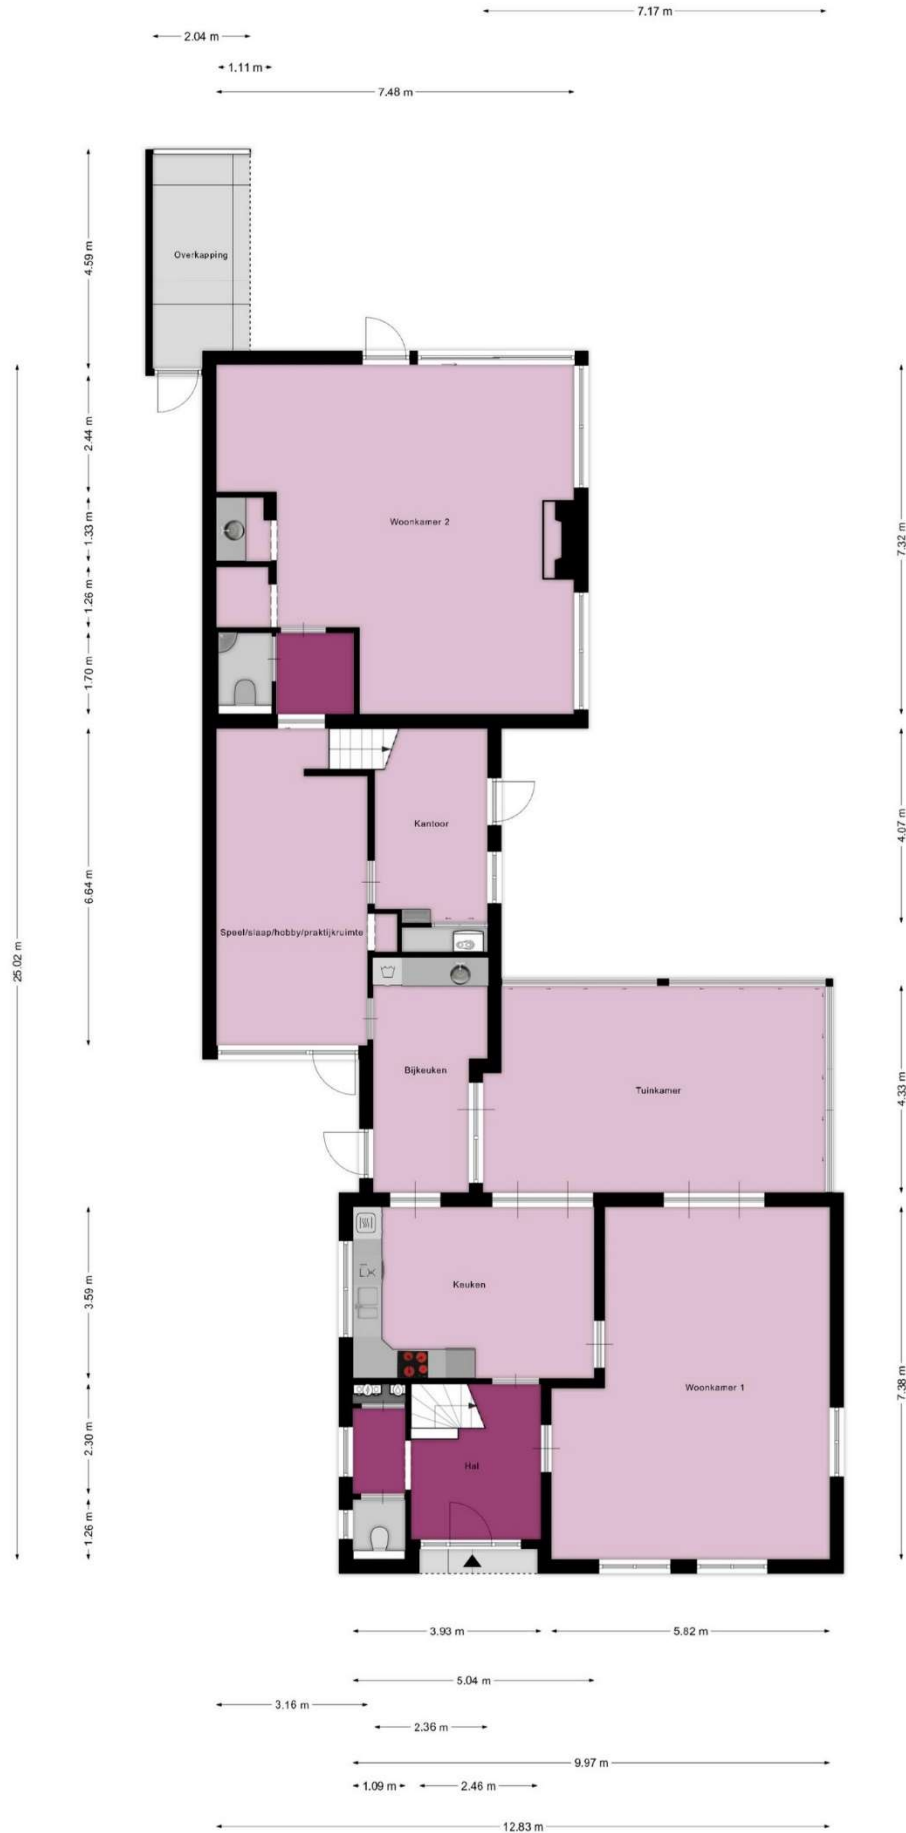 7.17 m
2.04 m
1.11 m
7.48 m
4.59 m
Overkapping
2.44 m
1.33 m
Woonkamer 2
7.32 m
1.26 m
1.70 m
4.07 m
Kantoor
6.64 m
Speel/slaap/hobby/praktijkruimte
25.02 m
Bijkeuken
Tuinkamer
4.33 m
3.59 m
Keuken
Woonkamer 1
7.38 m
2.30 m
Hal
1.26 m
3.93 m
5.82 m
5.04 m
3.16 m
2.36 m
9.97 m
1.09 m
2.46 m
12.83 m